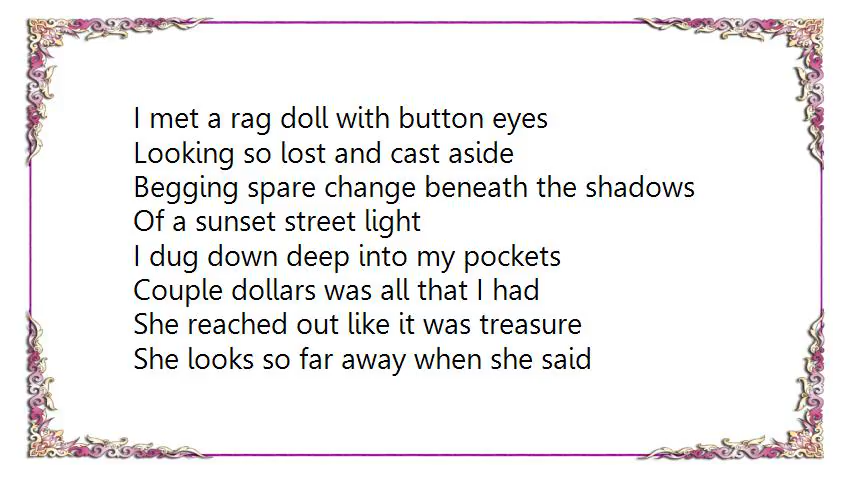 I met a rag doll with button eyes
Looking so lost and cast aside
Begging spare change beneath the shadows
Of a sunset street light
I dug down deep into my pockets
Couple dollars was all that I had
She reached out like it was treasure
She looks so far away when she said